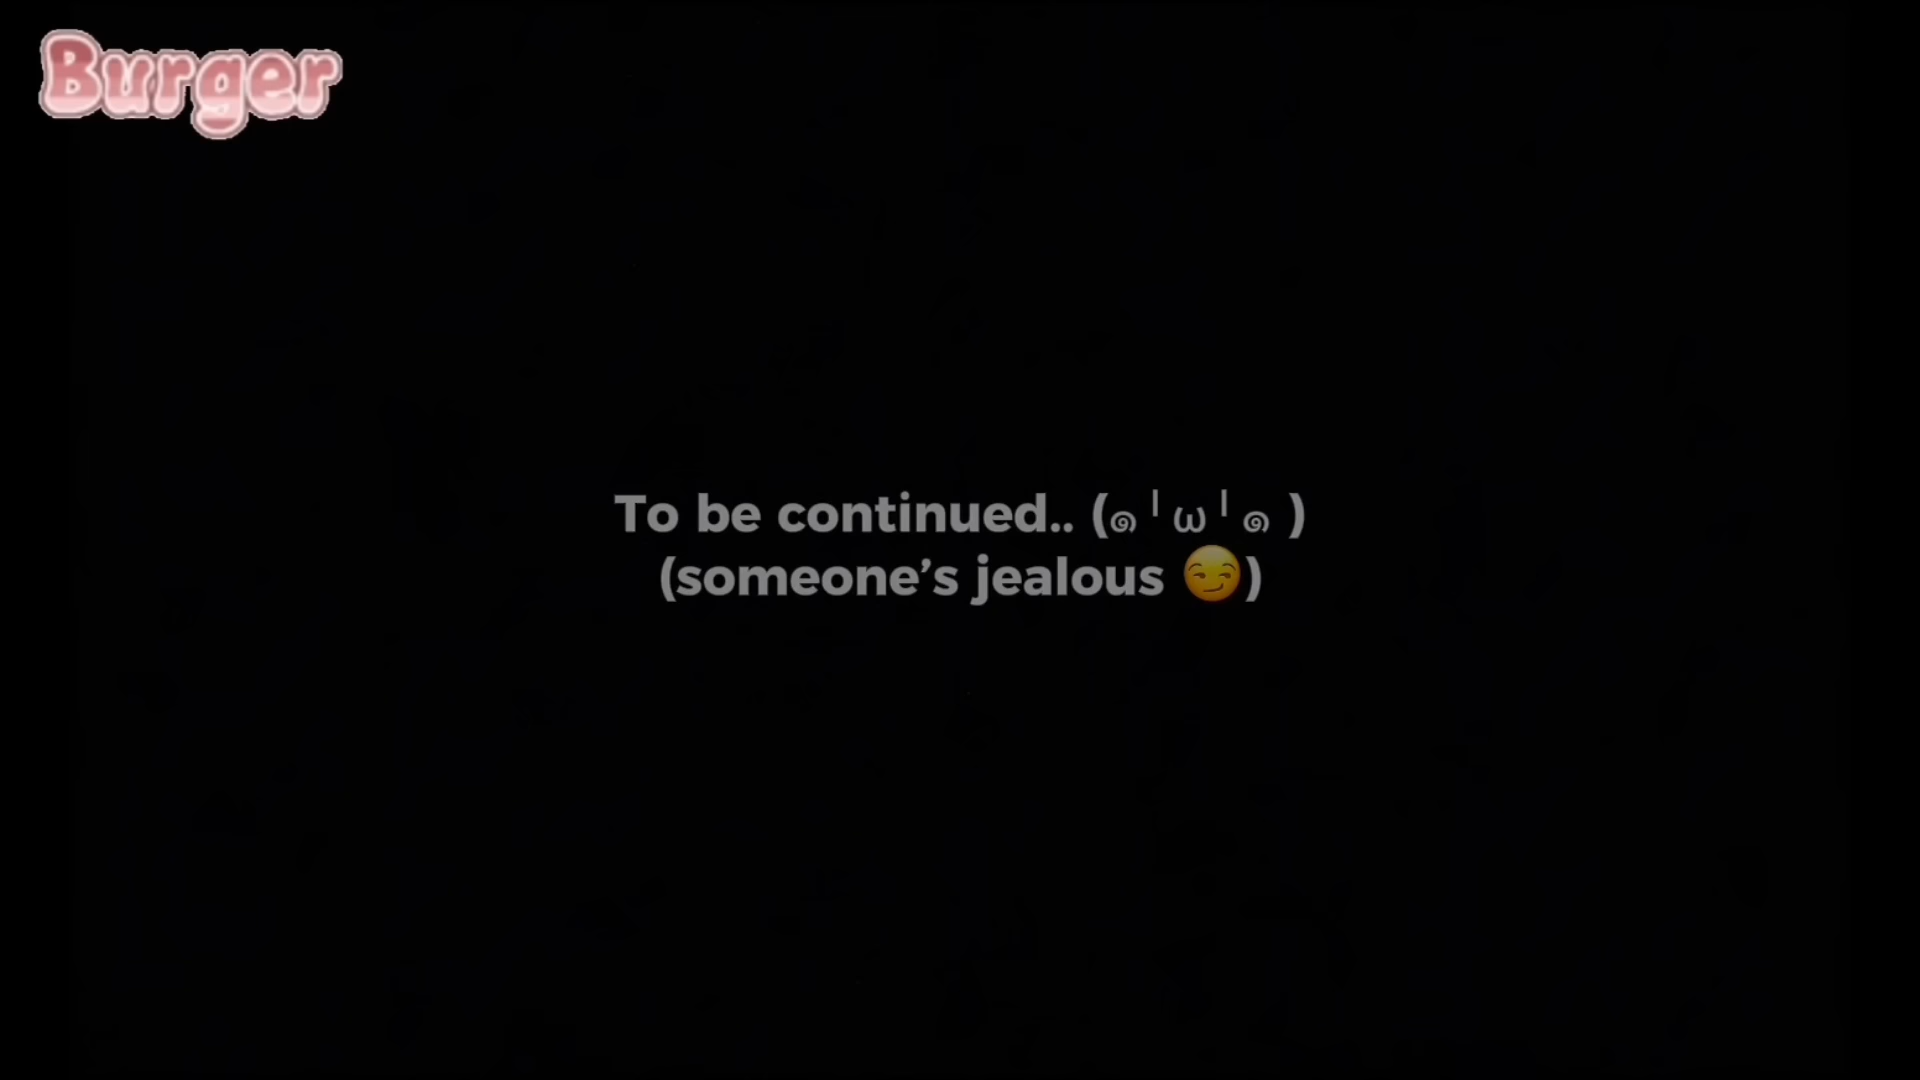 Burger
To be continued.. (๑╵ω╵๑ )
(someone’s jealous 😏)